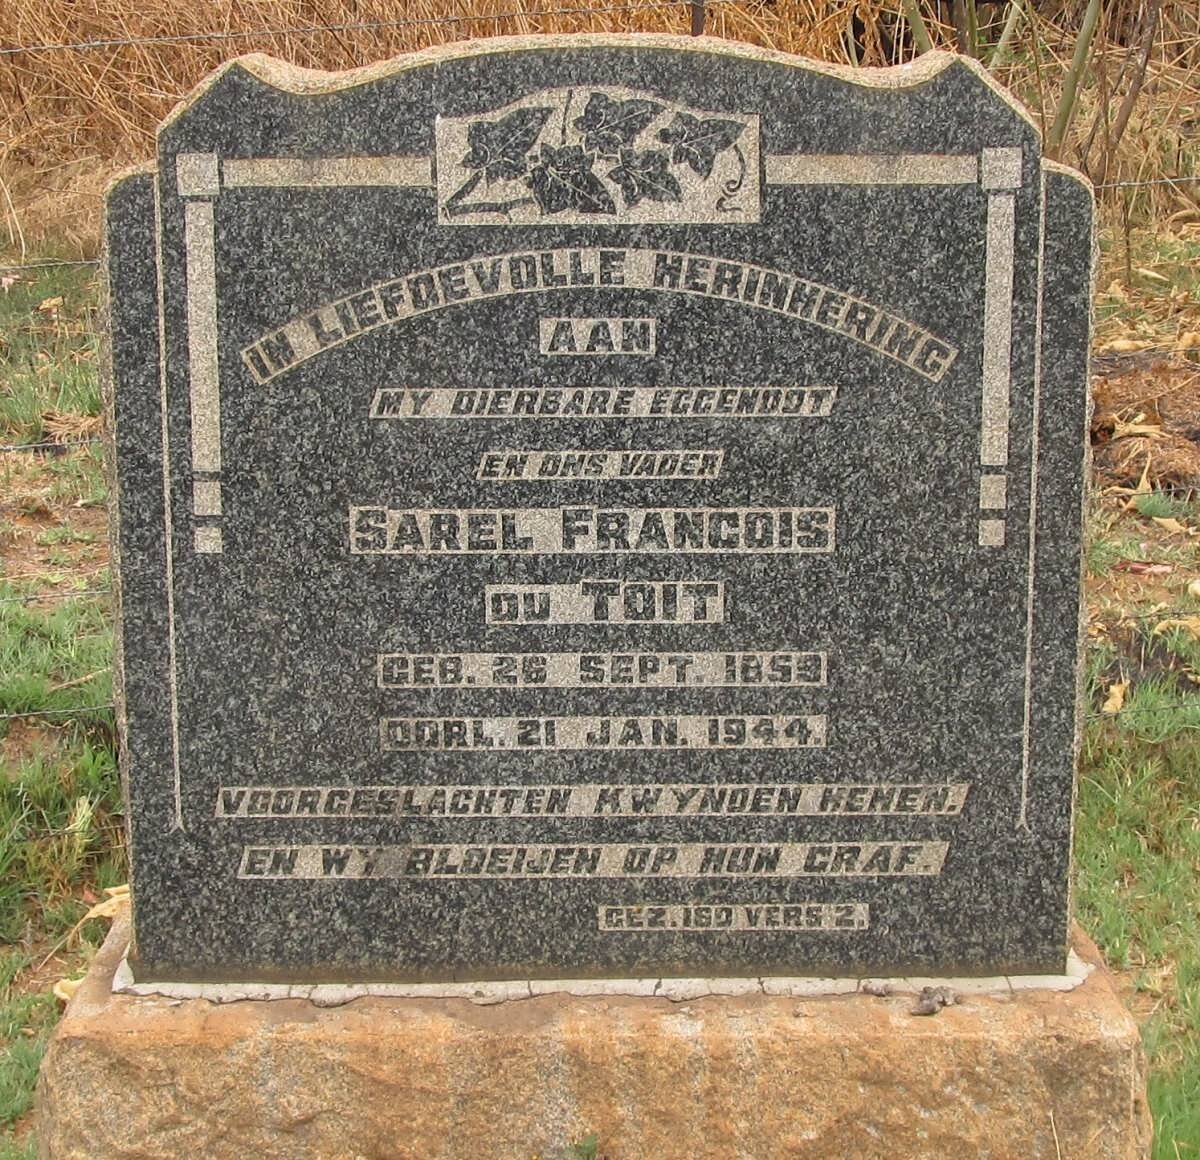 IN LIEFDEVOLLE HERINNERING
AAN
MY DIERBARE EGGENOOT
EN ONS VADER
SAREL FRANCOIS
DU TOIT
GEB. 26 SEPT. 1859
OORL. 21 JAN. 1944.
VOORGESLACHTEN KWYNDEN HENEN.
EN WY BLOEIJEN OP HUN GRAF.
GEZ. 160 VERS 2.